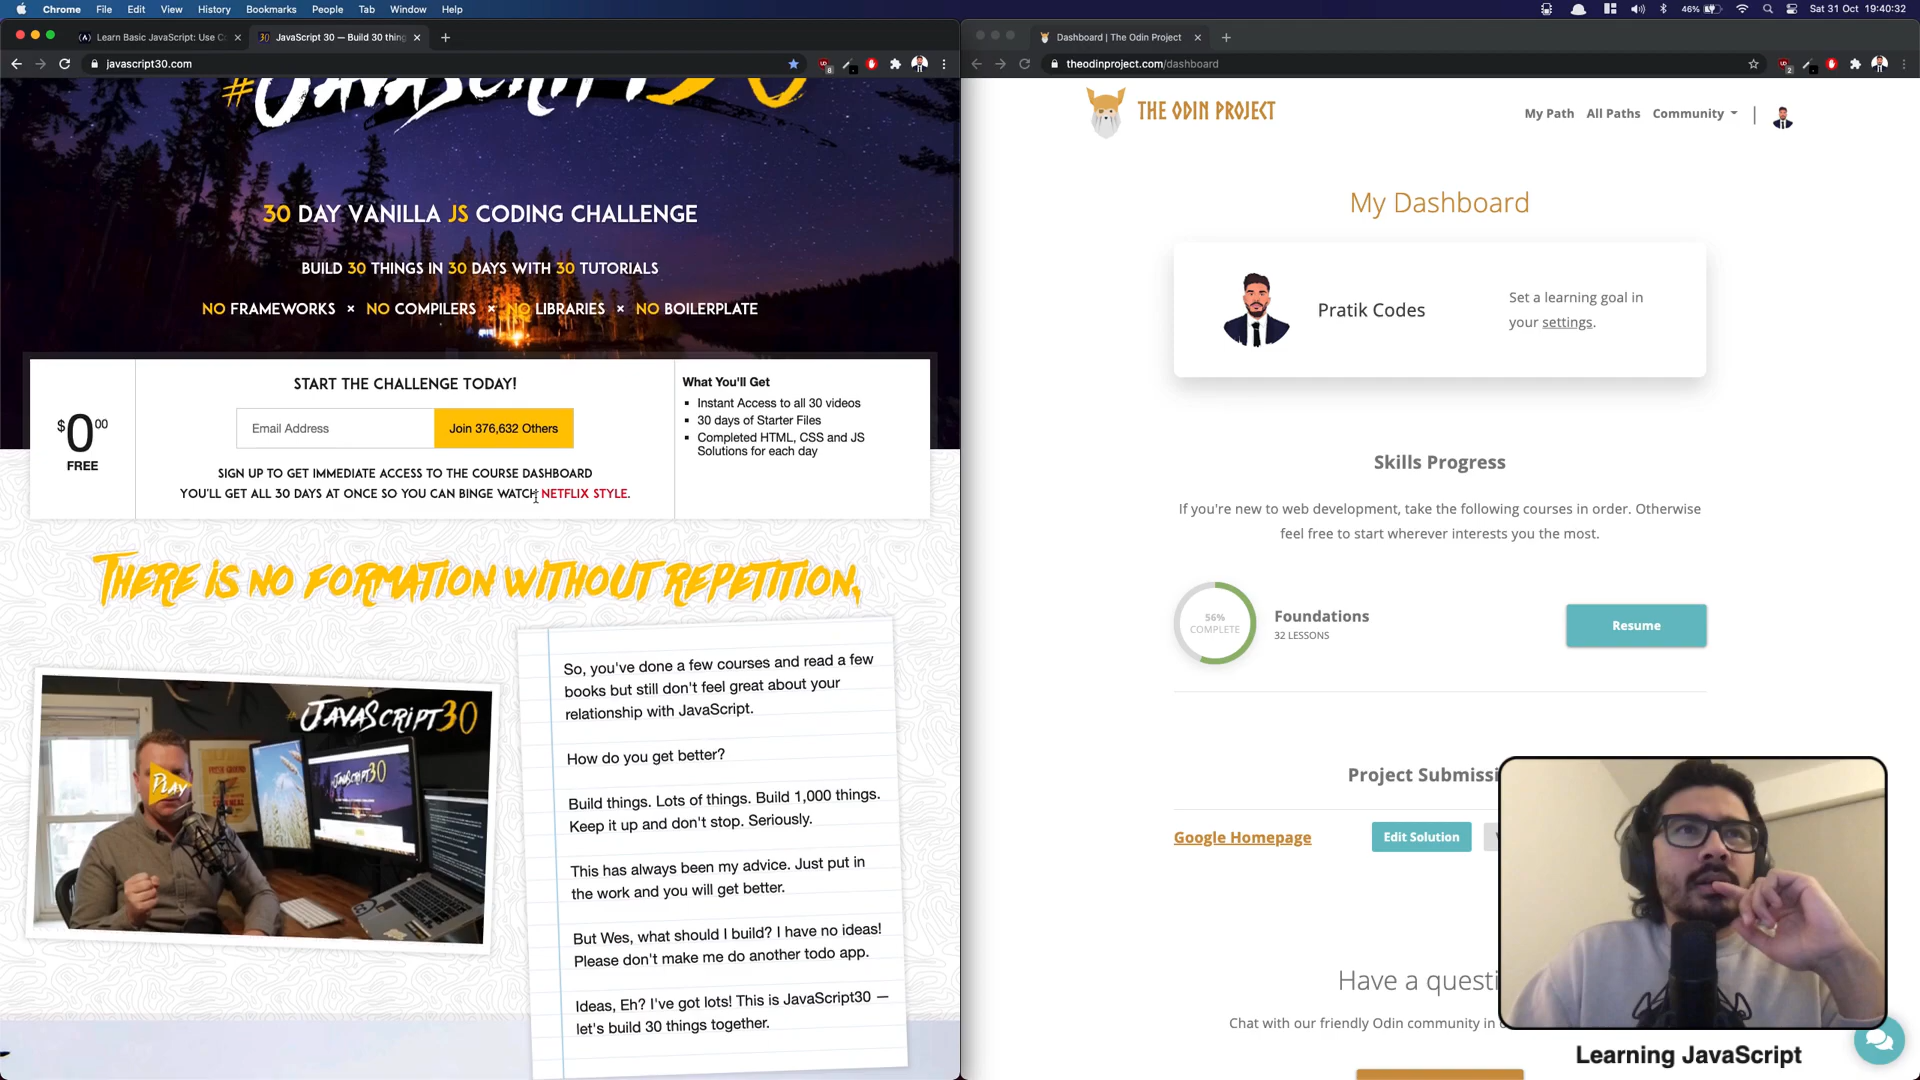 Chrome File Edit View History Bookmarks People Tab Window Help
46% Sat 31 Oct 19:40:32
Learn Basic JavaScript: Use C
JavaScript 30 — Build 30 thing
javascript30.com
#JAVASCRIPT30
30 DAY VANILLA JS CODING CHALLENGE
BUILD 30 THINGS IN 30 DAYS WITH 30 TUTORIALS
NO FRAMEWORKS × NO COMPILERS × NO LIBRARIES × NO BOILERPLATE
$0.00
FREE
START THE CHALLENGE TODAY!
Email Address
Join 376,632 Others
SIGN UP TO GET IMMEDIATE ACCESS TO THE COURSE DASHBOARD
YOU'LL GET ALL 30 DAYS AT ONCE SO YOU CAN BINGE WATCH NETFLIX STYLE.
What You'll Get
Instant Access to all 30 videos
30 days of Starter Files
Completed HTML, CSS and JS
Solutions for each day
THERE IS NO FORMATION WITHOUT REPETITION,
#JAVASCRIPT30
PLAY
So, you've done a few courses and read a few
books but still don't feel great about your
relationship with JavaScript.
How do you get better?
Build things. Lots of things. Build 1,000 things.
Keep it up and don't stop. Seriously.
This has always been my advice. Just put in
the work and you will get better.
But Wes, what should I build? I have no ideas!
Please don't make me do another todo app.
Ideas, Eh? I've got lots! This is JavaScript30 —
let's build 30 things together.
Dashboard | The Odin Project
theodinproject.com/dashboard
THE ODIN PROJECT
My Path All Paths Community
My Dashboard
Pratik Codes
Set a learning goal in
your settings.
Skills Progress
If you're new to web development, take the following courses in order. Otherwise
feel free to start wherever interests you the most.
56%
COMPLETE
Foundations
32 LESSONS
Resume
Project Submissi
Google Homepage
Edit Solution
Have a questi
Chat with our friendly Odin community in
Learning JavaScript